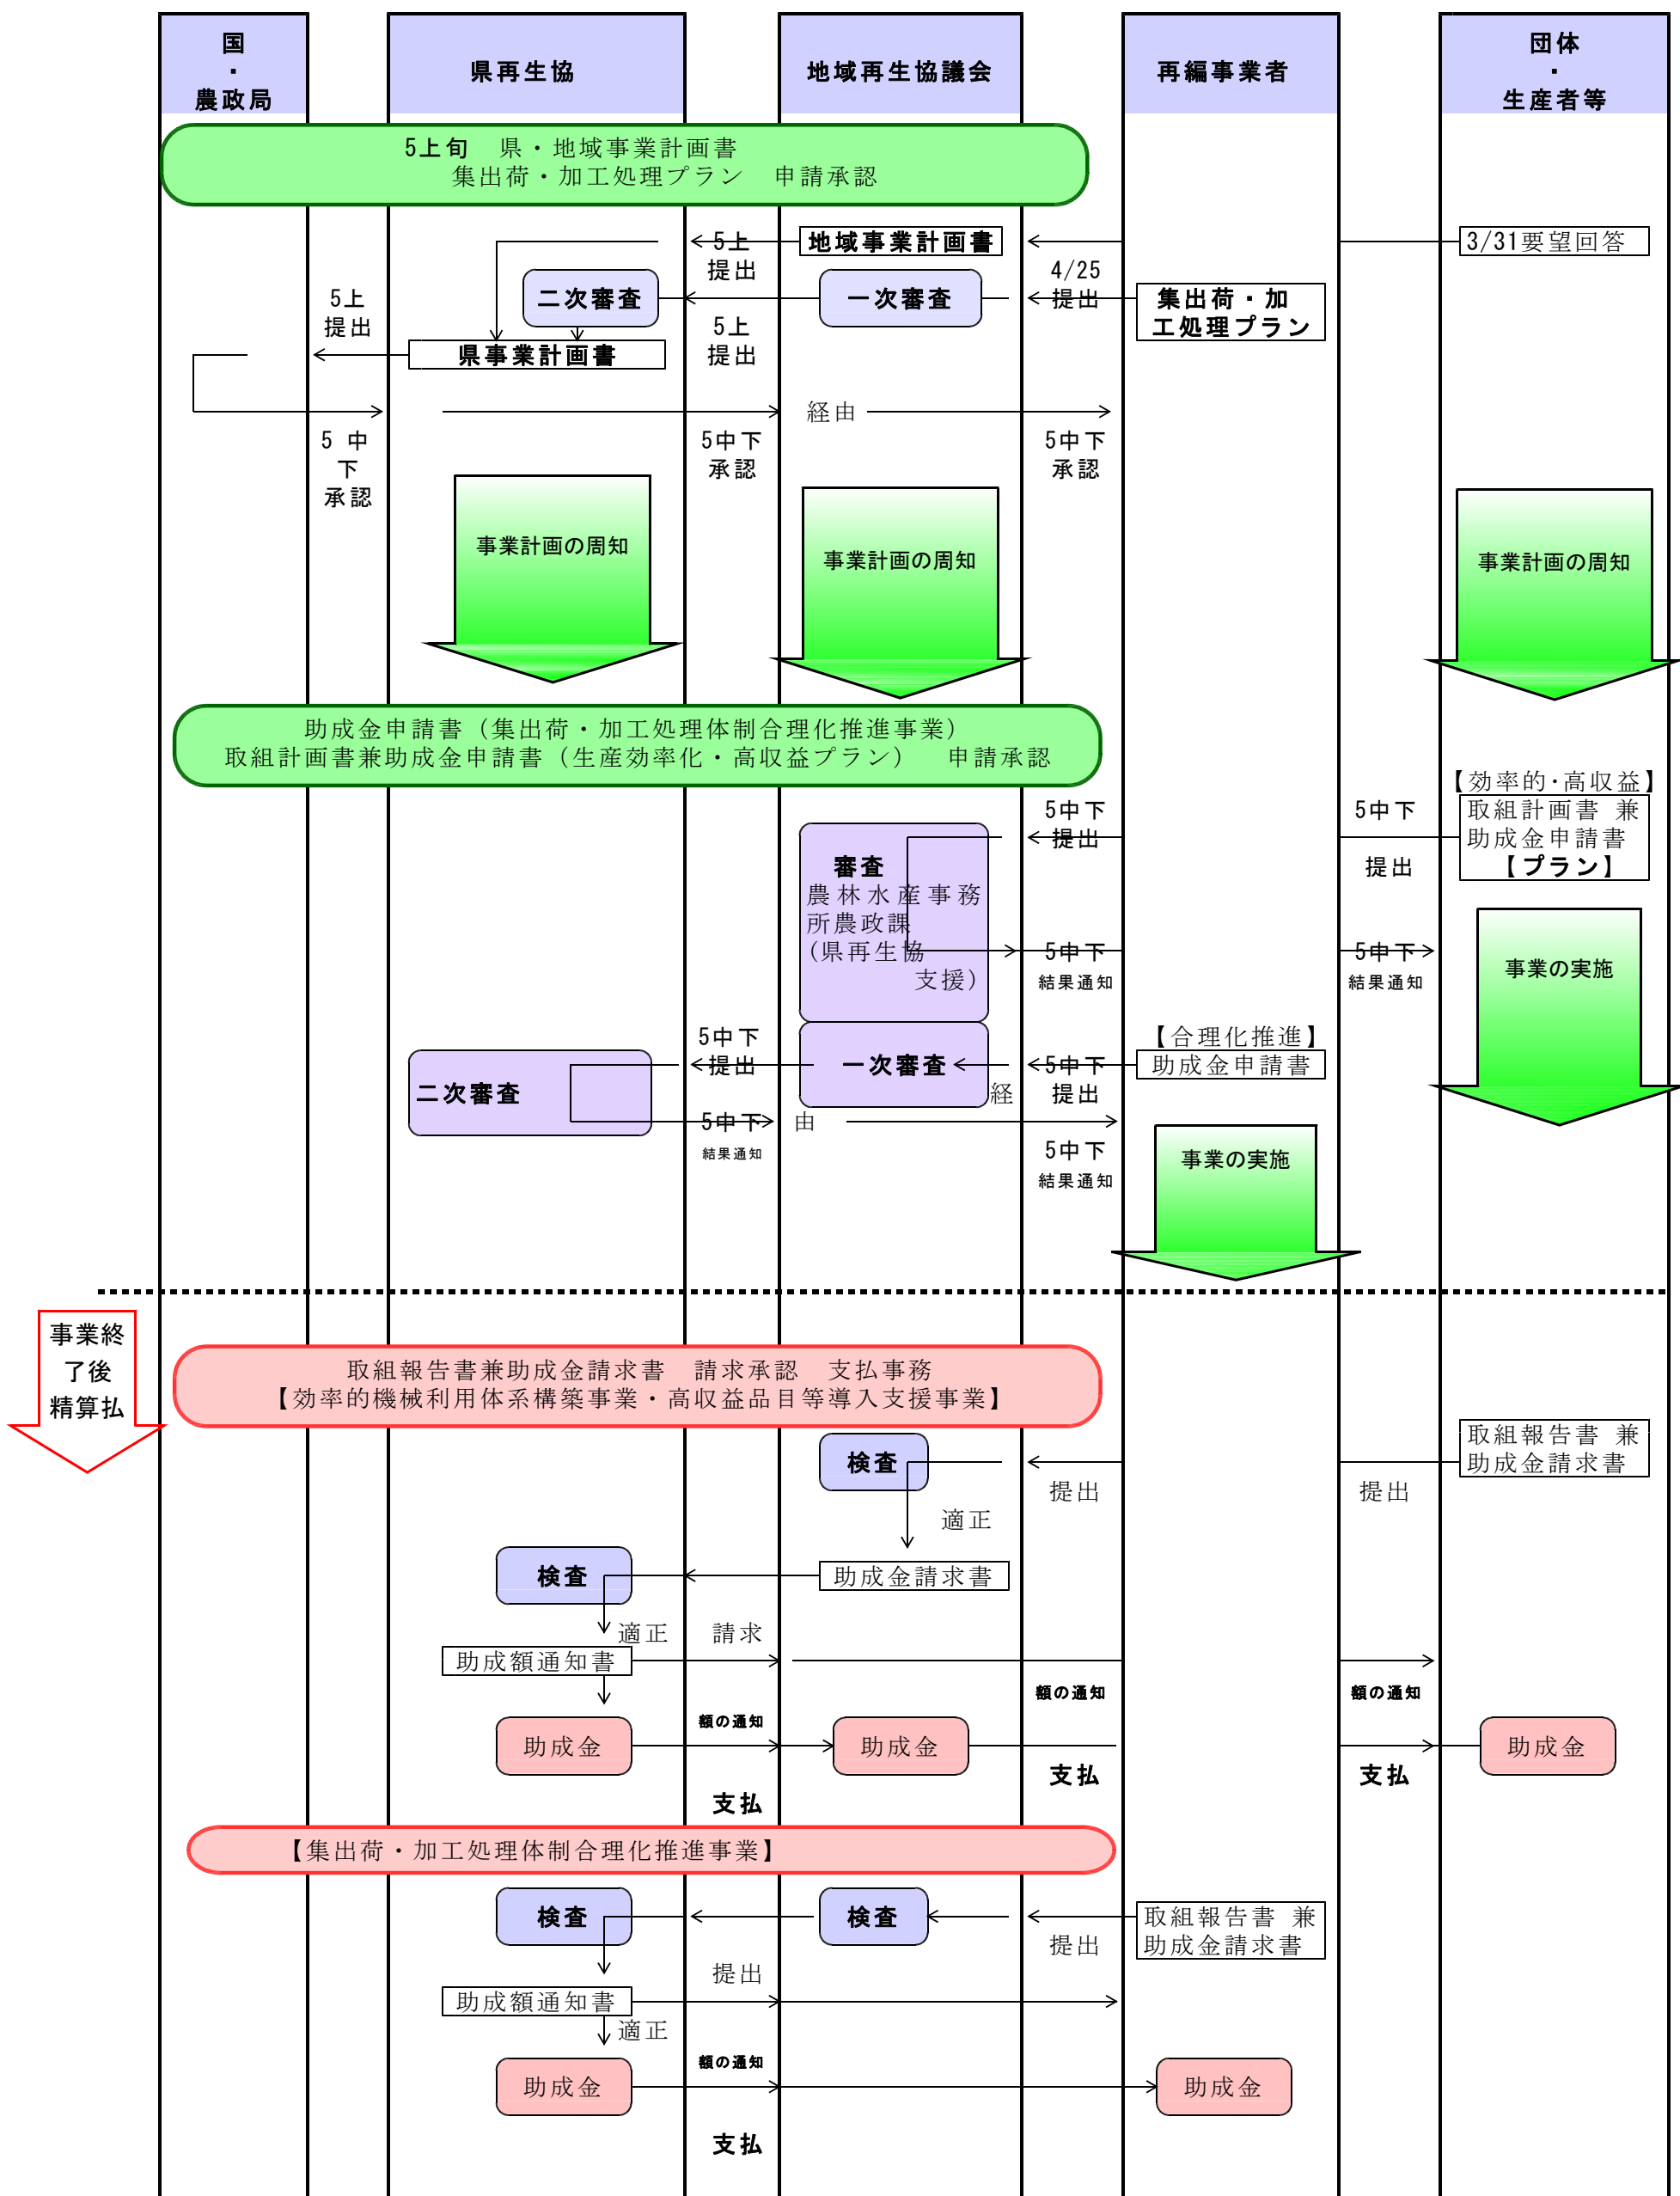 国
・
農政局
県再生協
地域再生協議会
再編事業者
団体
・
生産者等
5上旬　県・地域事業計画書
集出荷・加工処理プラン　申請承認
5上
提出
地域事業計画書
3/31要望回答
4/25
提出
二次審査
一次審査
集出荷・加
工処理プラン
5上
提出
5上
提出
県事業計画書
経由
5 中
下
承認
5中下
承認
5中下
承認
事業計画の周知
事業計画の周知
事業計画の周知
助成金申請書（集出荷・加工処理体制合理化推進事業）
取組計画書兼助成金申請書（生産効率化・高収益プラン）　申請承認
【効率的・高収益】
取組計画書 兼
助成金申請書
【プラン】
5中下
提出
5中下
提出
審査
農林水産事務
所農政課
(県再生協
支援)
5中下
結果通知
5中下
結果通知
事業の実施
【合理化推進】
助成金申請書
5中下
提出
5中下
提出
一次審査
二次審査
経
由
5中下
結果通知
5中下
結果通知
事業の実施
事業終
了後
精算払
取組報告書兼助成金請求書　請求承認　支払事務
【効率的機械利用体系構築事業・高収益品目等導入支援事業】
取組報告書 兼
助成金請求書
検査
提出
提出
適正
検査
助成金請求書
適正
請求
助成額通知書
額の通知
額の通知
額の通知
助成金
助成金
助成金
支払
支払
支払
【集出荷・加工処理体制合理化推進事業】
検査
検査
取組報告書 兼
助成金請求書
提出
提出
助成額通知書
適正
額の通知
助成金
助成金
支払